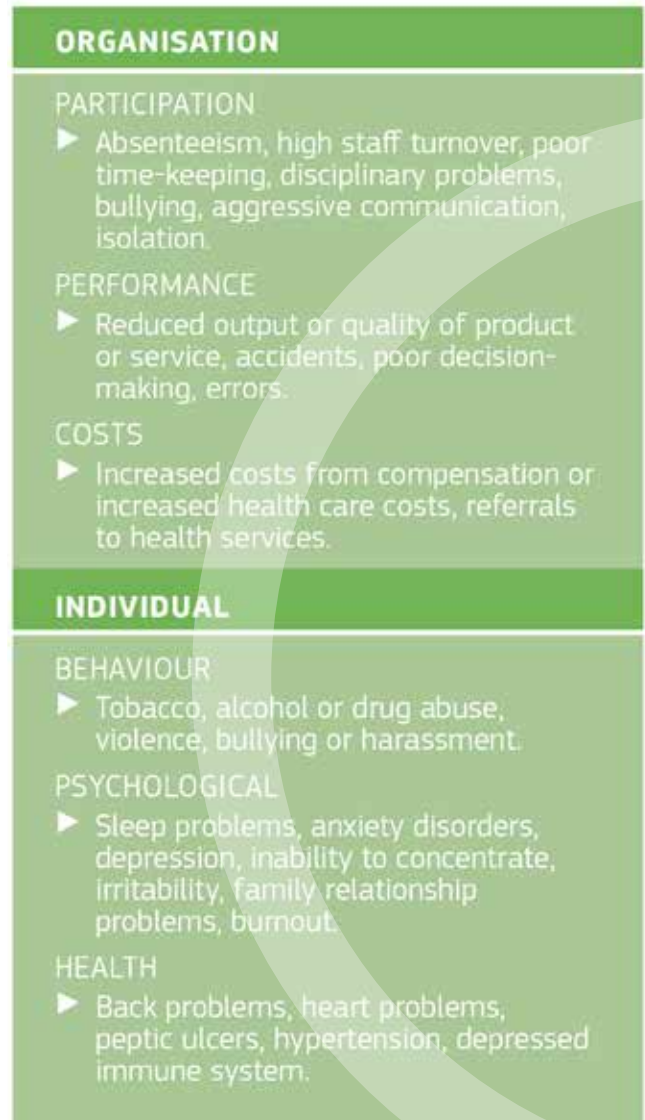 ORGANISATION
PARTICIPATION
► Absenteeism, high staff turnover, poor
time-keeping, disciplinary problems,
bullying, aggressive communication,
isolation.
PERFORMANCE
► Reduced output or quality of product
or service, accidents, poor decision-
making, errors.
COSTS
► Increased costs from compensation or
increased health care costs, referrals
to health services.
INDIVIDUAL
BEHAVIOUR
► Tobacco, alcohol or drug abuse,
violence, bullying or harassment.
PSYCHOLOGICAL
► Sleep problems, anxiety disorders,
depression, inability to concentrate,
irritability, family relationship
problems, burnout.
HEALTH
► Back problems, heart problems,
peptic ulcers, hypertension, depressed
immune system.